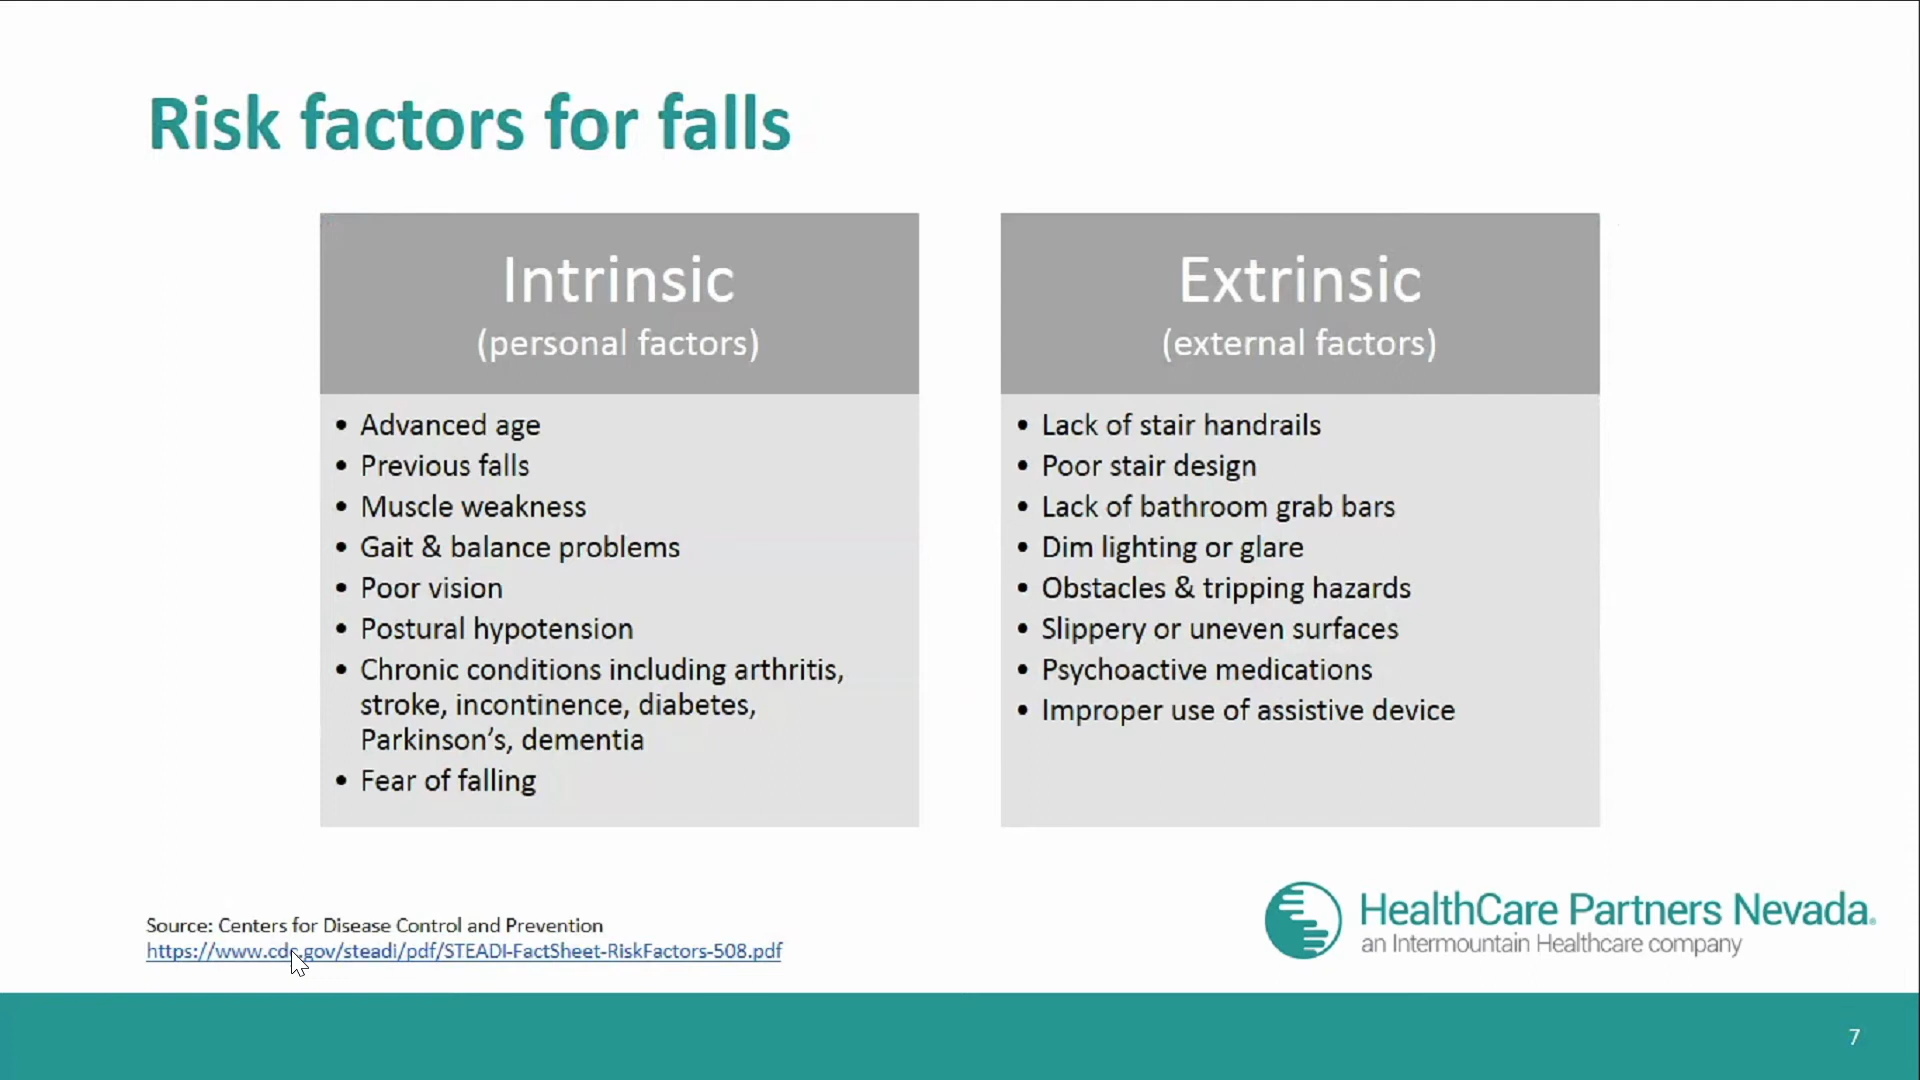 Risk factors for falls
Intrinsic
(personal factors)
• Advanced age
• Previous falls
• Muscle weakness
• Gait & balance problems
• Poor vision
• Postural hypotension
• Chronic conditions including arthritis,
stroke, incontinence, diabetes,
Parkinson’s, dementia
• Fear of falling
Extrinsic
(external factors)
• Lack of stair handrails
• Poor stair design
• Lack of bathroom grab bars
• Dim lighting or glare
• Obstacles & tripping hazards
• Slippery or uneven surfaces
• Psychoactive medications
• Improper use of assistive device
Source: Centers for Disease Control and Prevention
https://www.cdc.gov/steadi/pdf/STEADI-FactSheet-RiskFactors-508.pdf
HealthCare Partners Nevada.
an Intermountain Healthcare company
7